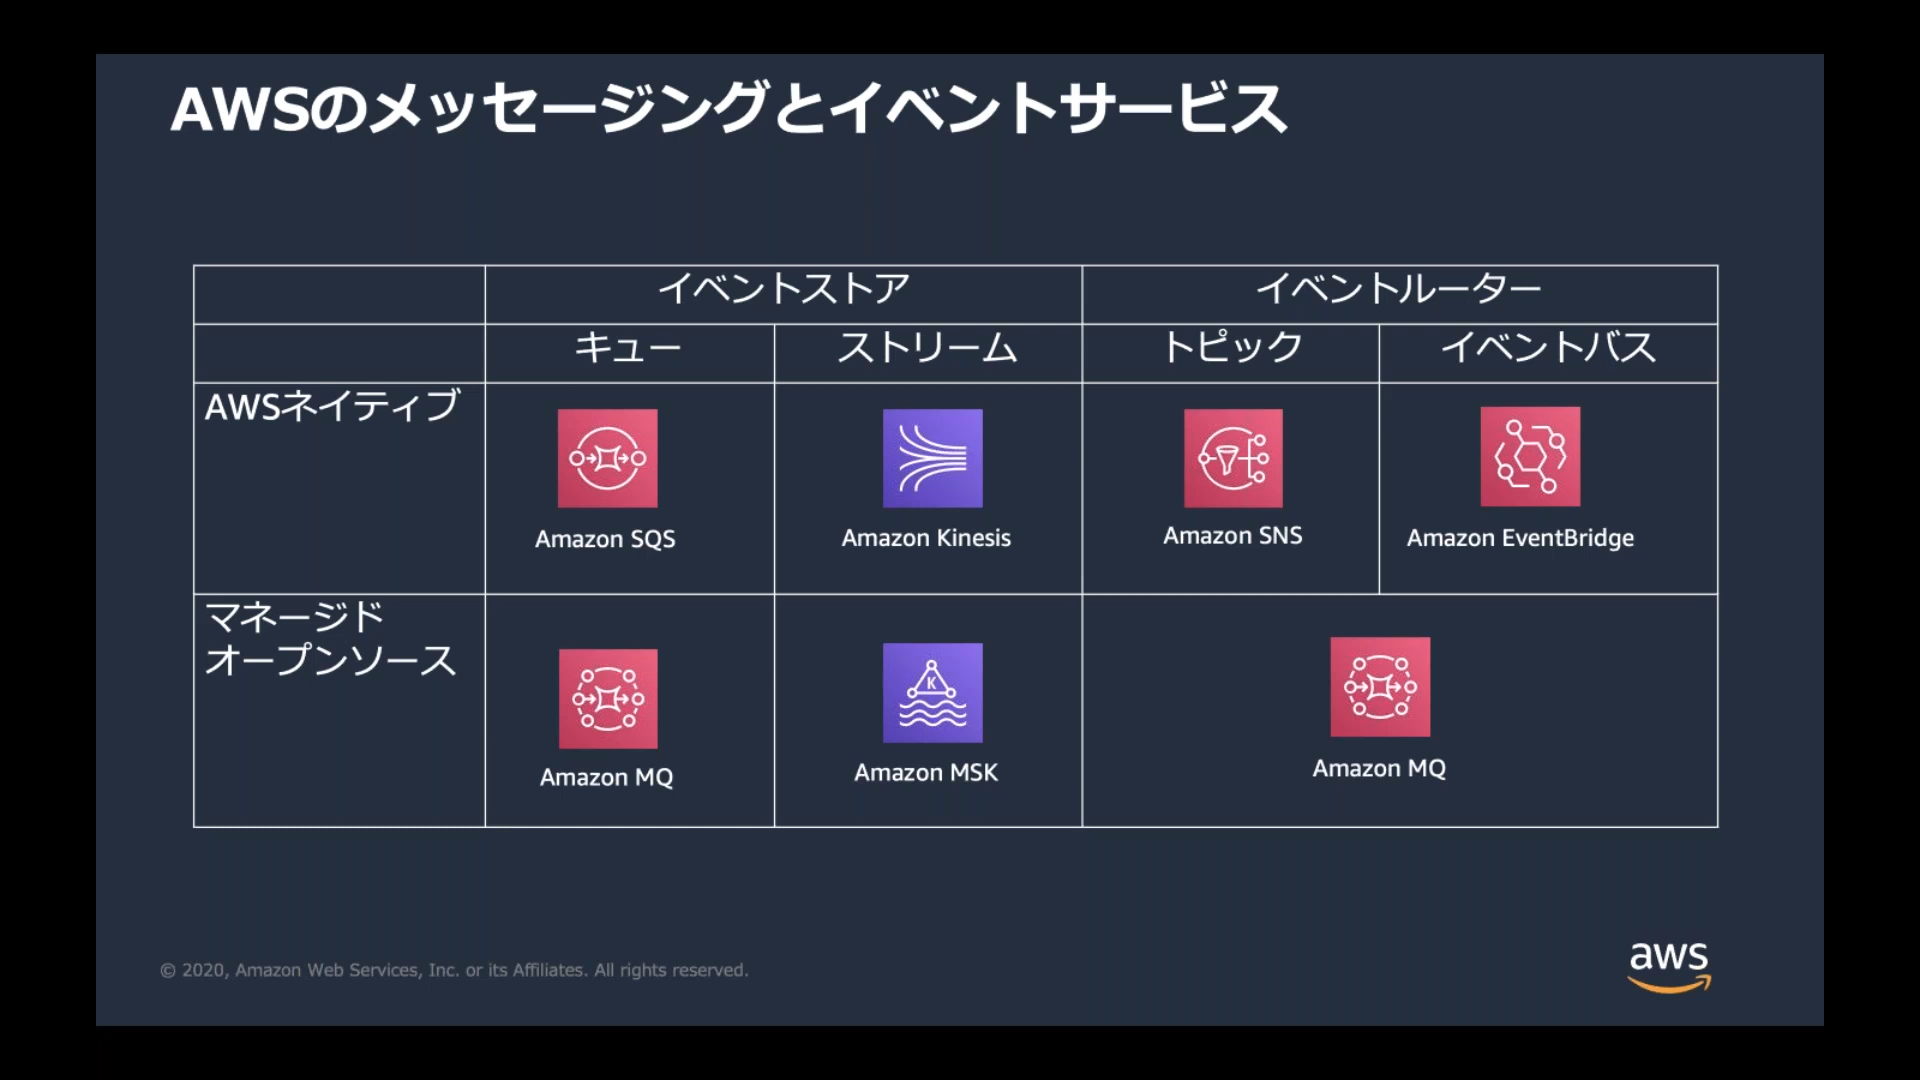 AWSのメッセージングとイベントサービス
イベントストア イベントルーター
キュー ストリーム トピック イベントバス
AWSネイティブ
Amazon SQS Amazon Kinesis Amazon SNS Amazon EventBridge
マネージド
オープンソース
K
Amazon MQ Amazon MSK Amazon MQ
© 2020, Amazon Web Services, Inc. or its Affiliates. All rights reserved.
aws